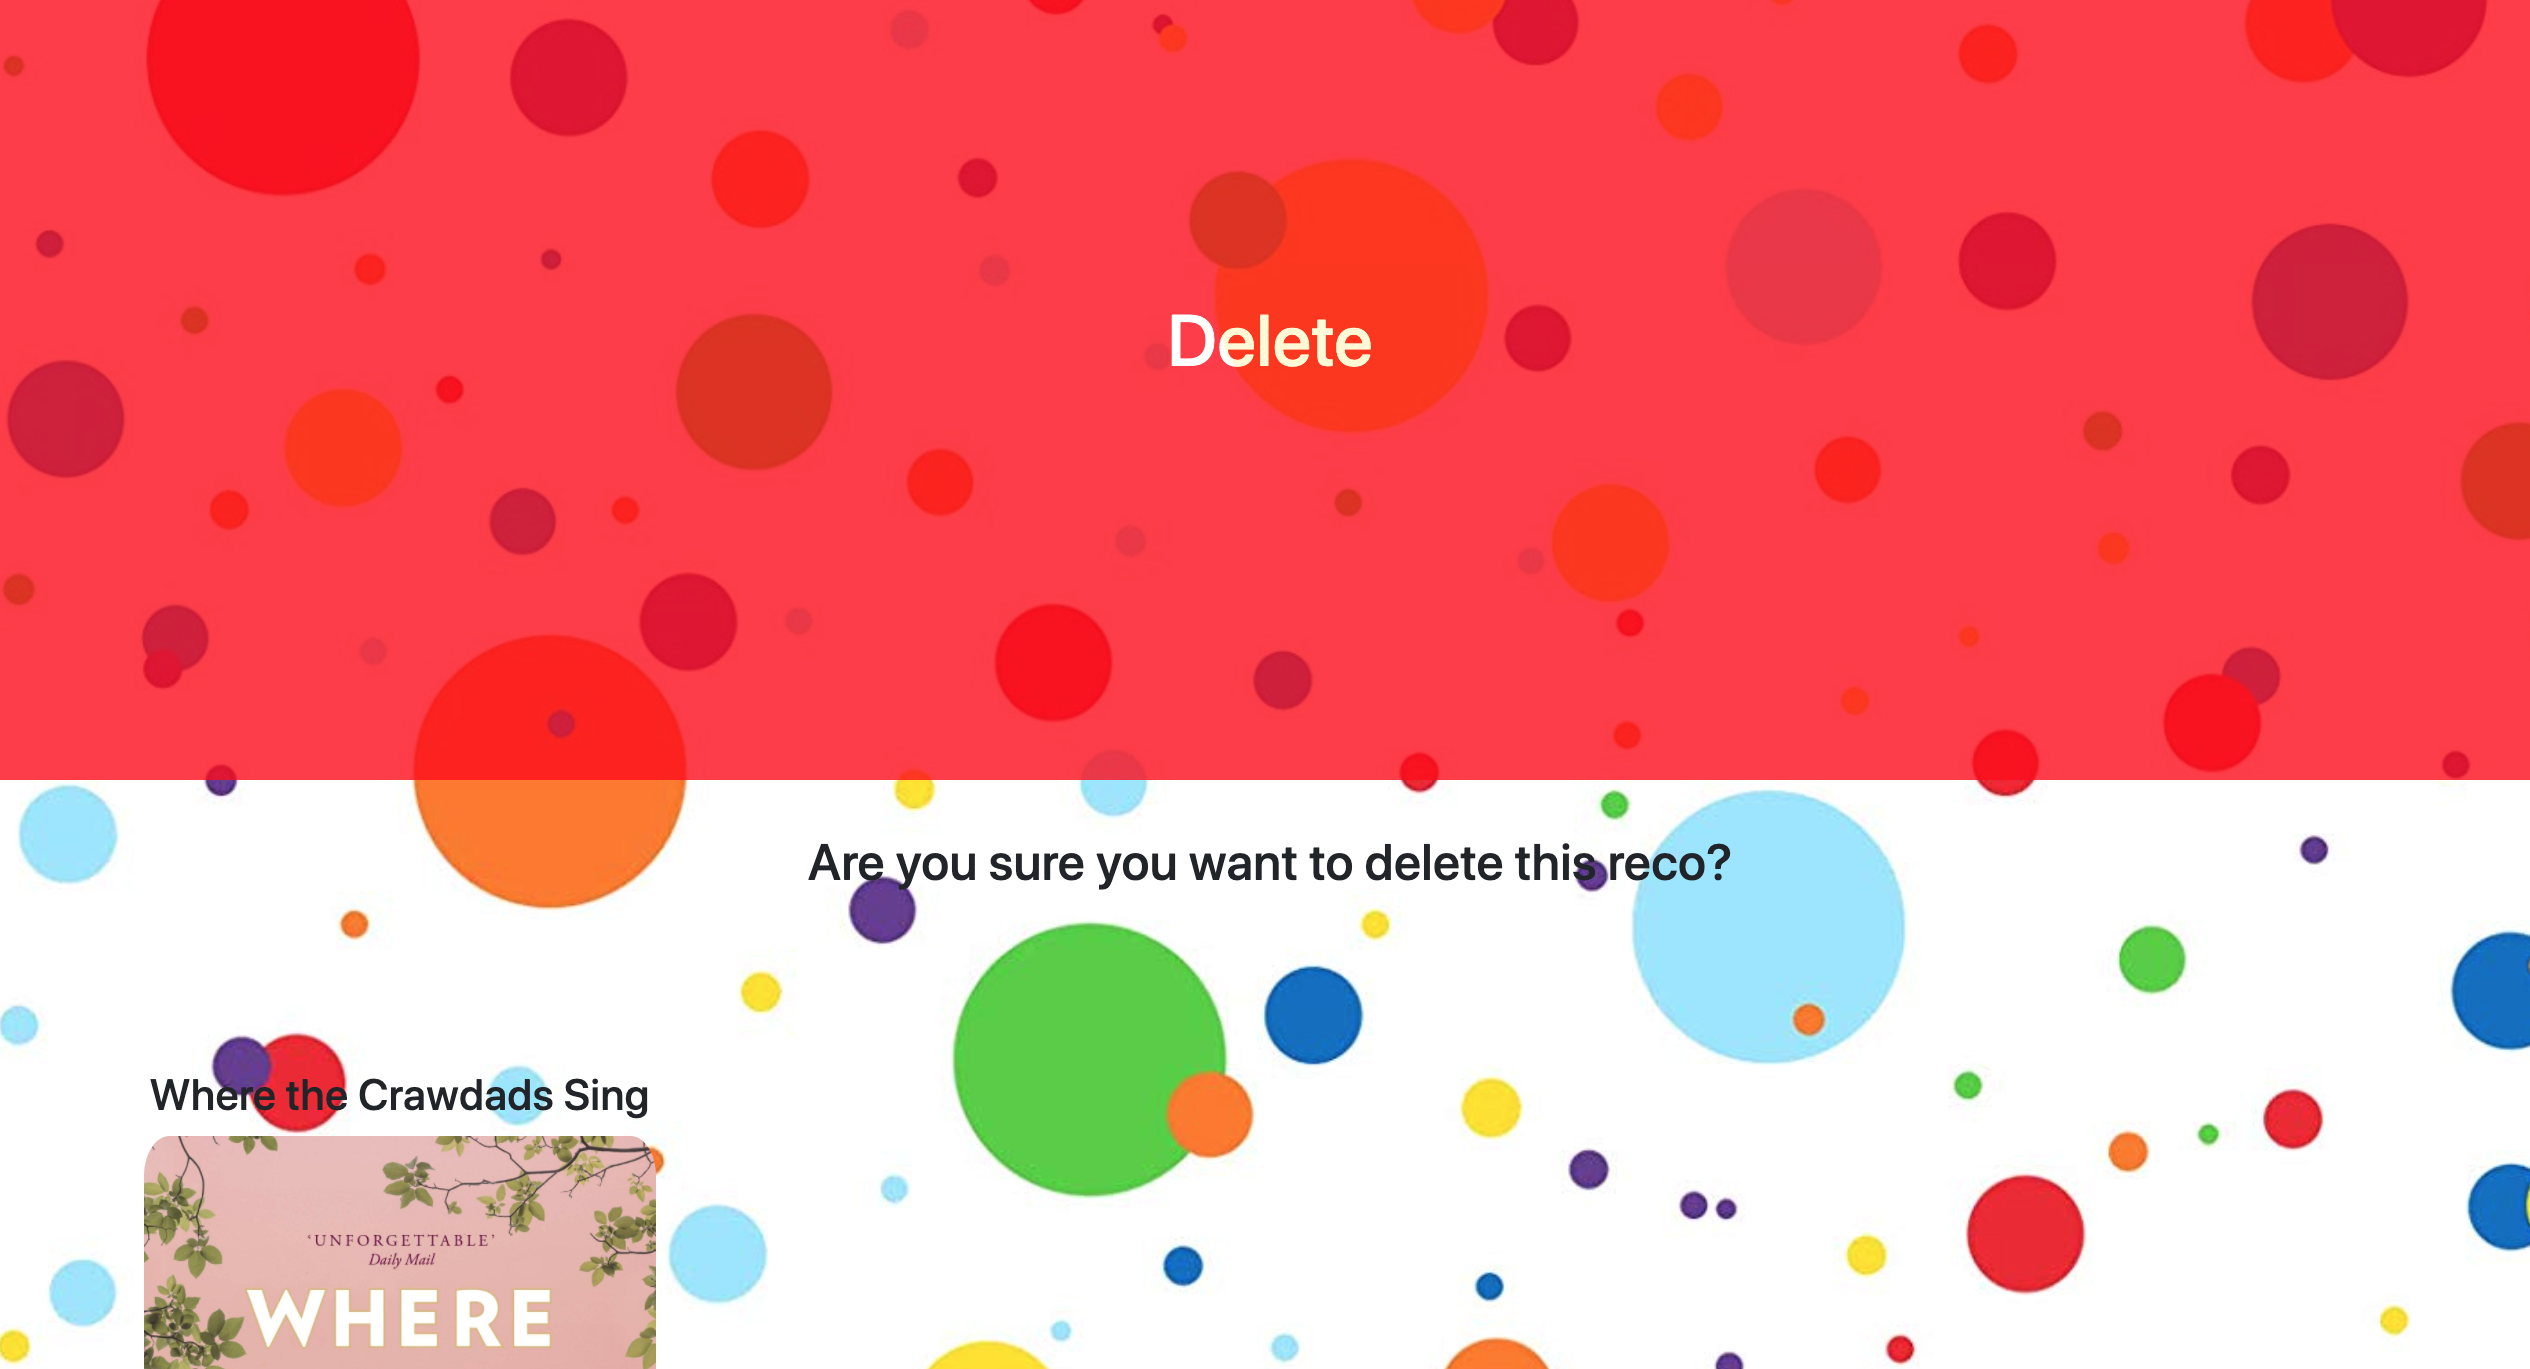 Delete
Are you sure you want to delete this reco?
Where the Crawdads Sing
‘UNFORGETTABLE’
Daily Mail
WHERE